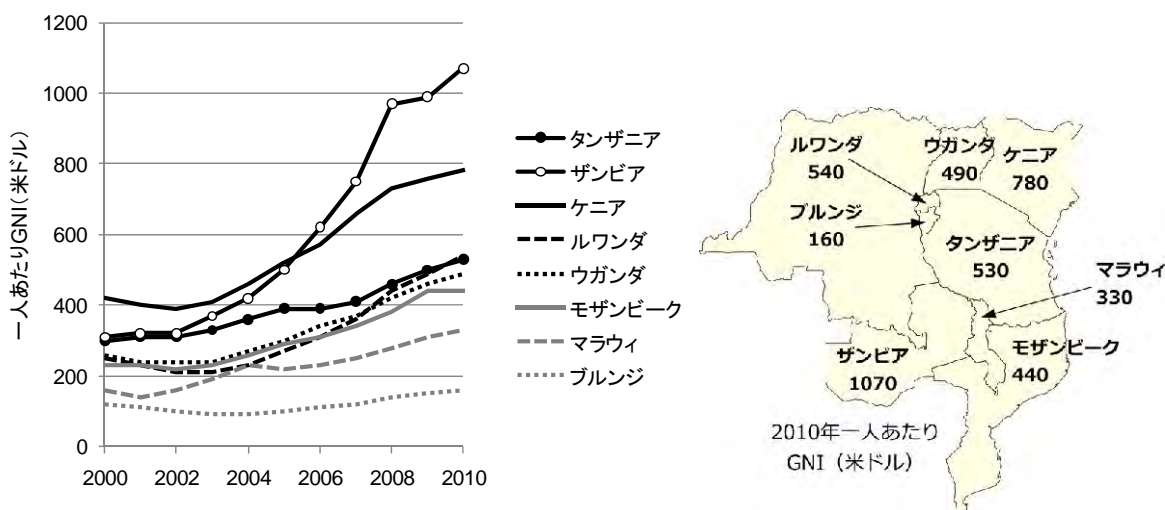 1200
1000
800
600
400
200
0
一人あたりGNI(米ドル)
2000
2002
2004
2006
2008
2010
タンザニア
ザンビア
ケニア
ルワンダ
ウガンダ
モザンビーク
マラウィ
ブルンジ
ルワンダ
540
ウガンダ
490
ケニア
780
ブルンジ
160
タンザニア
530
マラウィ
330
ザンビア
1070
モザンビーク
440
2010年一人あたり
GNI（米ドル）